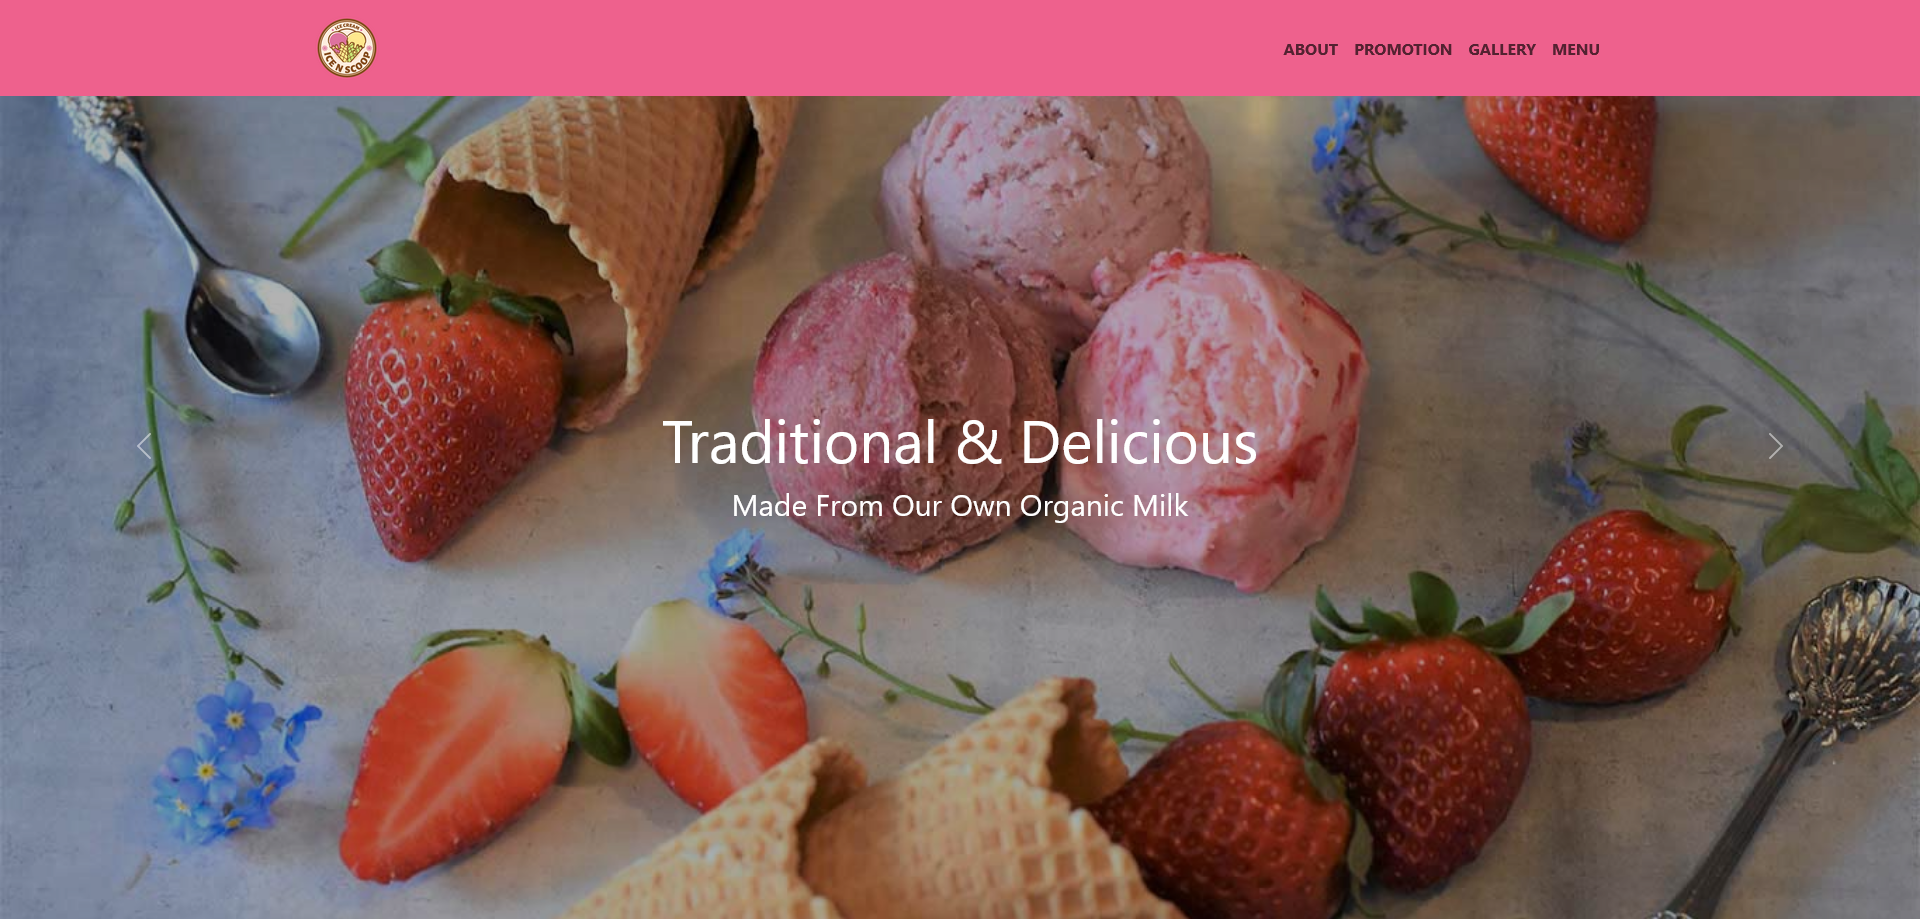 ICE CREAM
ICE N SCOOP
ABOUT PROMOTION GALLERY MENU
Traditional & Delicious
Made From Our Own Organic Milk